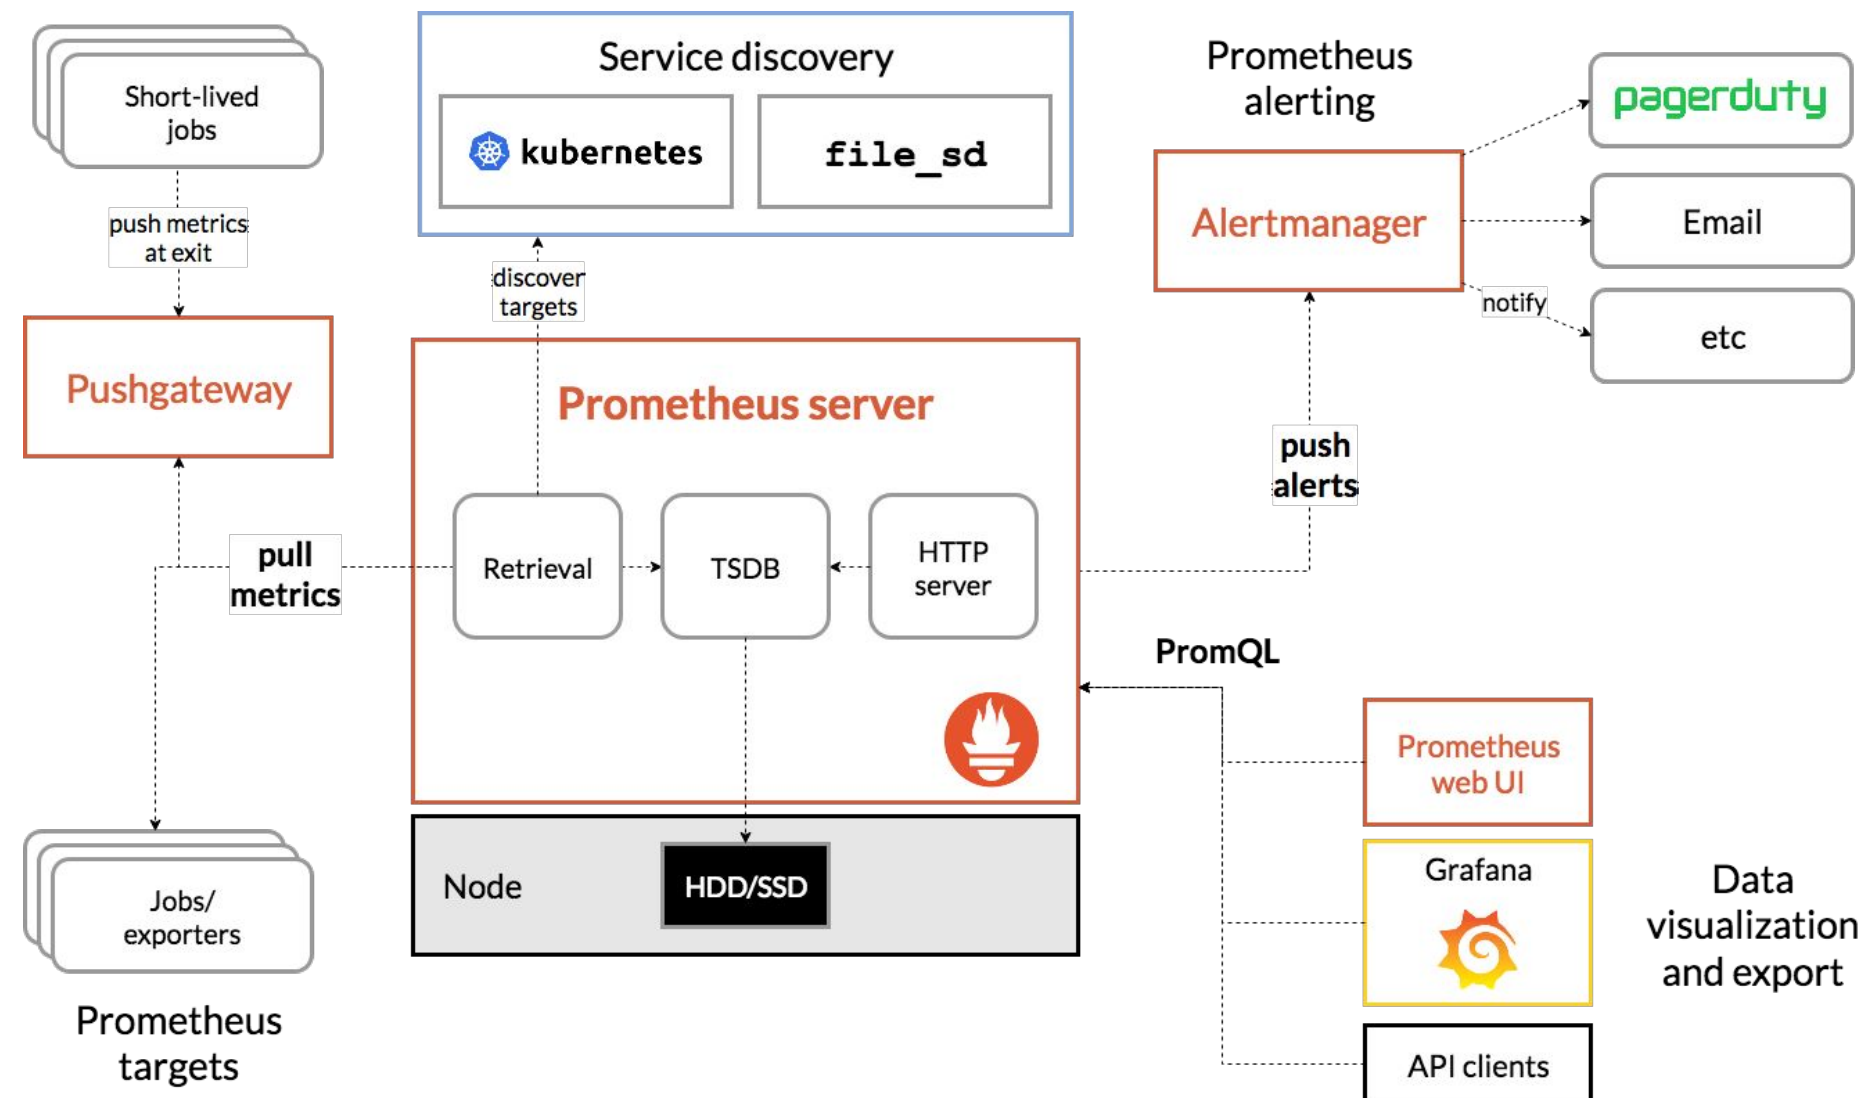 Short-lived
jobs
push metrics
at exit
Pushgateway
pull
metrics
Jobs/
exporters
Prometheus
targets
Service discovery
kubernetes
file_sd
discover
targets
Prometheus server
Retrieval
TSDB
HTTP
server
Node
HDD/SSD
Prometheus
alerting
Alertmanager
pagerduty
Email
notify
etc
push
alerts
PromQL
Prometheus
web UI
Grafana
API clients
Data
visualization
and export